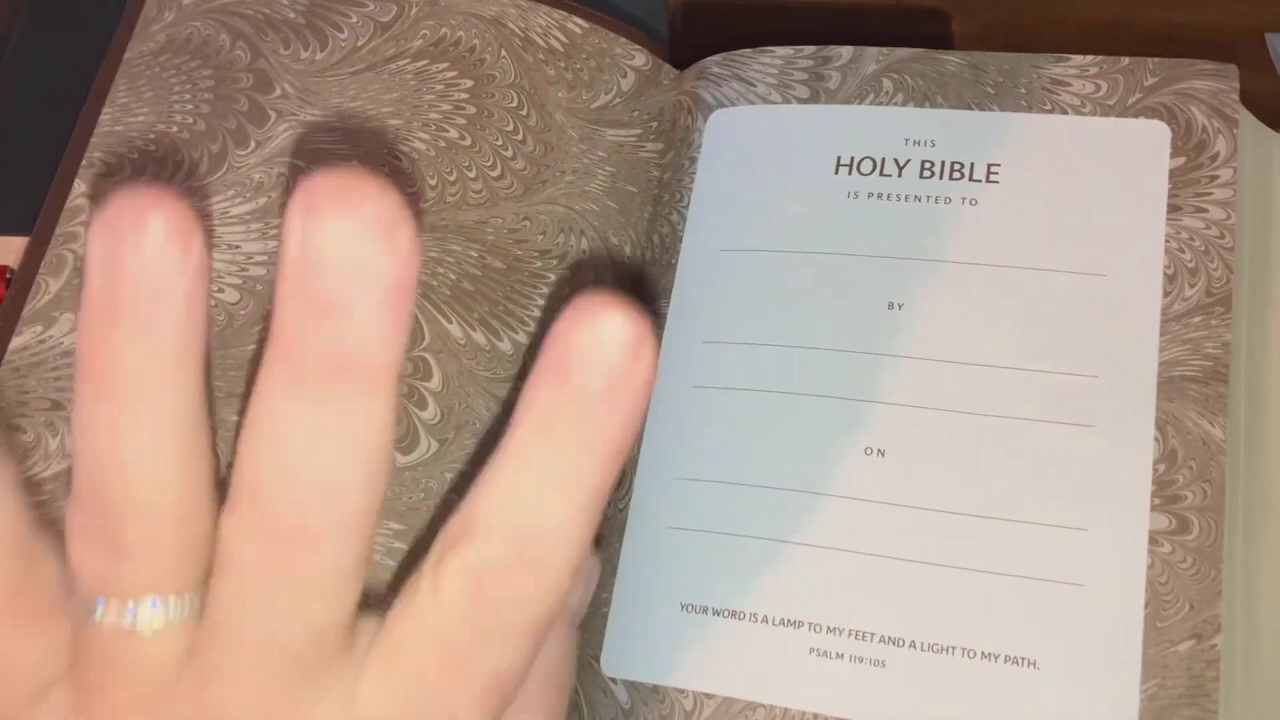 THIS
HOLY BIBLE
IS PRESENTED TO
BY
ON
YOUR WORD IS A LAMP TO MY FEET AND A LIGHT TO MY PATH.
PSALM 119:105